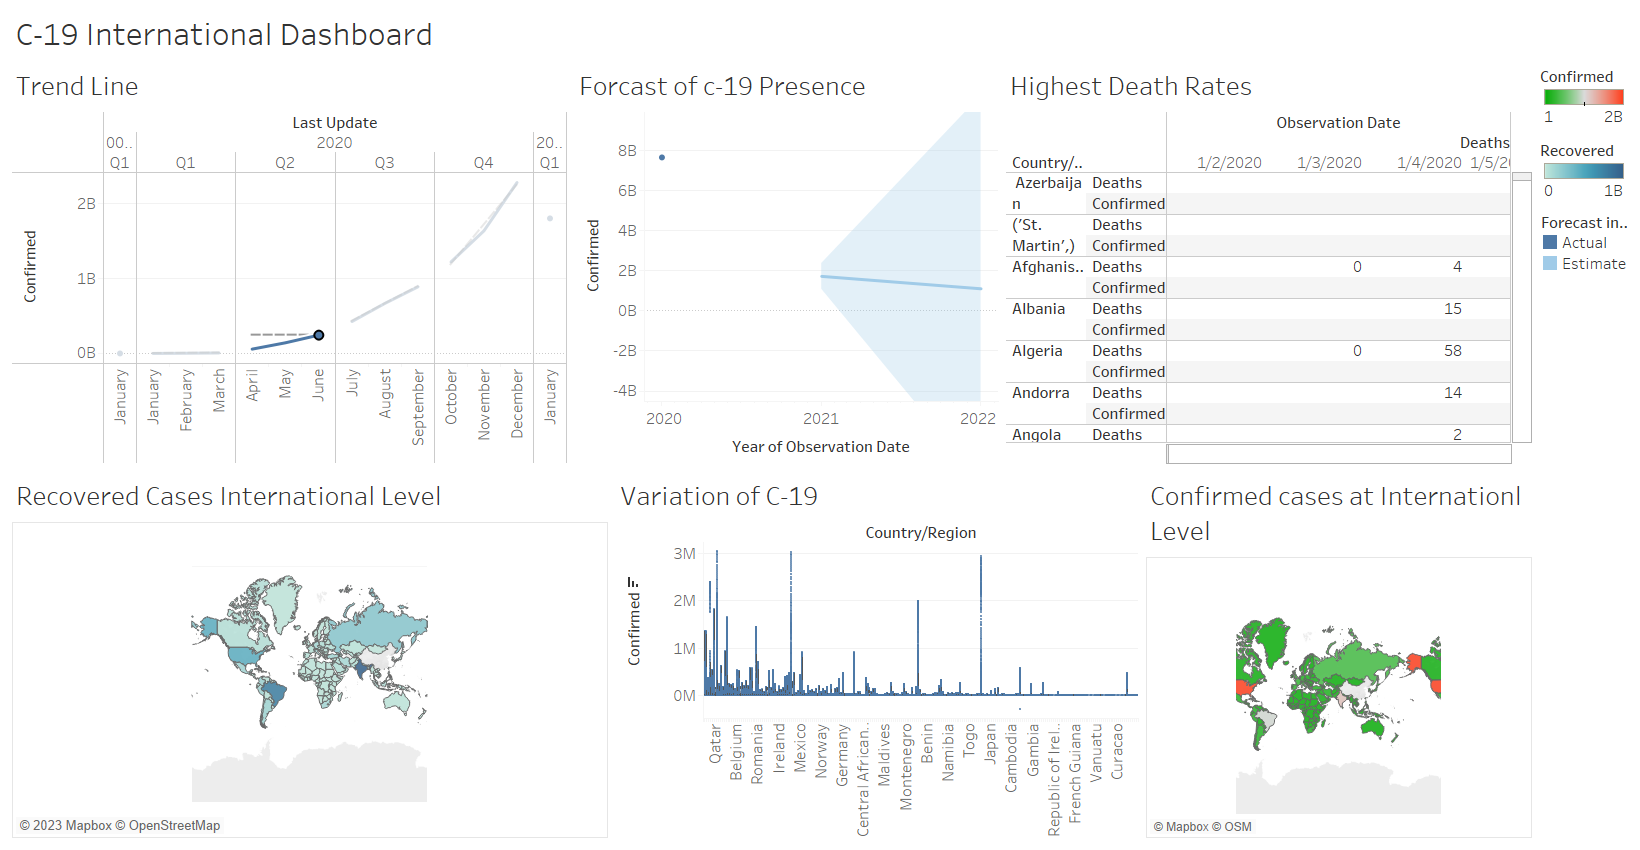 C-19 International Dashboard
Trend Line
Last Update
00..
2020
20..
Q1
Q1
Q2
Q3
Q4
Q1
Confirmed
2B
1B
0B
January
January
February
March
April
May
June
July
August
September
October
November
December
January
Forcast of c-19 Presence
Confirmed
8B
6B
4B
2B
0B
-2B
-4B
2020
2021
2022
Year of Observation Date
Highest Death Rates
Observation Date
Deaths
Country/.. 1/2/2020 1/3/2020 1/4/2020 1/5/20
Azerbaija Deaths
n Confirmed
('St. Deaths
Martin',) Confirmed
Afghanis.. Deaths 0 4
Confirmed
Albania Deaths 15
Confirmed
Algeria Deaths 0 58
Confirmed
Andorra Deaths 14
Confirmed
Angola Deaths 2
Confirmed
1 2B
Recovered
0 1B
Forecast in..
Actual
Estimate
Recovered Cases International Level
© 2023 Mapbox © OpenStreetMap
Variation of C-19
Country/Region
Confirmed
3M
2M
1M
0M
Qatar
Belgium
Romania
Ireland
Mexico
Norway
Germany
Central African..
Maldives
Montenegro
Benin
Namibia
Togo
Japan
Cambodia
Gambia
Republic of Irel..
French Guiana
Vanuatu
Curacao
Confirmed cases at Internationl
Level
© Mapbox © OSM